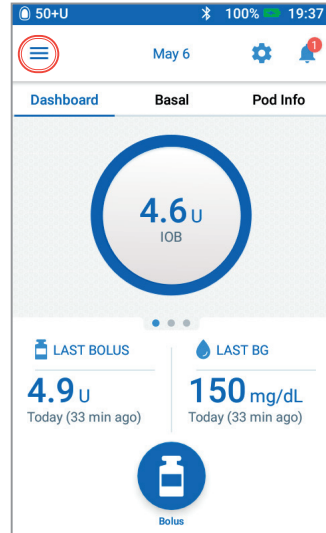 50+U 100% 19:37
May 6 1
Dashboard Basal Pod Info
4.6 U
IOB
LAST BOLUS LAST BG
4.9 U 150 mg/dL
Today (33 min ago) Today (33 min ago)
Bolus